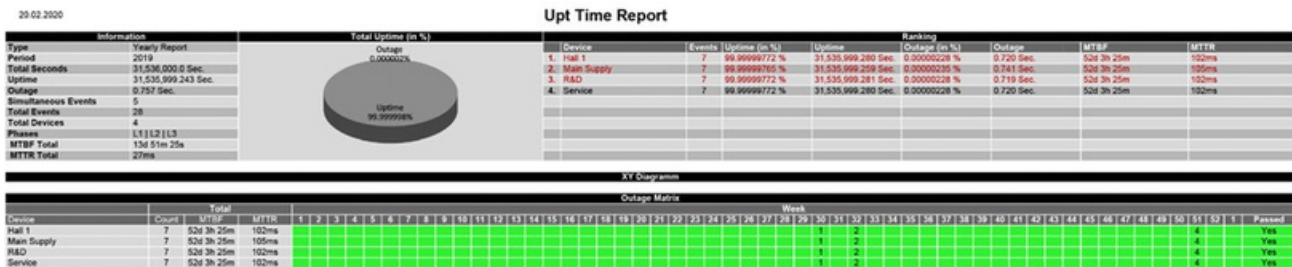 20.02.2020
Upt Time Report
Information
Type Yearly Report
Period 2019
Total Seconds 31,536,000.0 Sec.
Uptime 31,535,999.243 Sec.
Outage 0.757 Sec.
Simultaneous Events 5
Total Events 28
Total Devices 4
Phases L1 | L2 | L3
MTBF Total 13d 51m 25s
MTTR Total 27ms
Total Uptime (in %)
Outage
0.000002%
Uptime
99.999998%
Ranking
Device Events Uptime (in %) Uptime Outage (in %) Outage MTBF MTTR
1. Hall 1 7 99.99999772 % 31,535,999.280 Sec. 0.00000228 % 0.720 Sec. 52d 3h 25m 102ms
2. Main Supply 7 99.99999765 % 31,535,999.259 Sec. 0.00000235 % 0.741 Sec. 52d 3h 25m 105ms
3. R&D 7 99.99999772 % 31,535,999.281 Sec. 0.00000228 % 0.719 Sec. 52d 3h 25m 102ms
4. Service 7 99.99999772 % 31,535,999.280 Sec. 0.00000228 % 0.720 Sec. 52d 3h 25m 102ms
XY Diagramm
Outage Matrix
Total Week
Device Count MTBF MTTR 1 2 3 4 5 6 7 8 9 10 11 12 13 14 15 16 17 18 19 20 21 22 23 24 25 26 27 28 29 30 31 32 33 34 35 36 37 38 39 40 41 42 43 44 45 46 47 48 49 50 51 52 1 Passed
Hall 1 7 52d 3h 25m 102ms 1 2 4 Yes
Main Supply 7 52d 3h 25m 105ms 1 2 4 Yes
R&D 7 52d 3h 25m 102ms 1 2 4 Yes
Service 7 52d 3h 25m 102ms 1 2 4 Yes